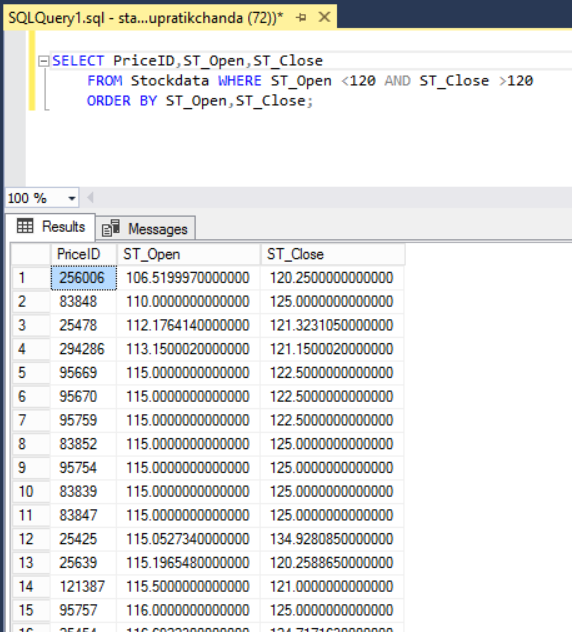 SQLQuery1.sql - sta...upratikchanda (72))*
SELECT PriceID,ST_Open,ST_Close
FROM Stockdata WHERE ST_Open <120 AND ST_Close >120
ORDER BY ST_Open,ST_Close;
100 %
Results Messages
PriceID ST_Open ST_Close
1 256006 106.5199970000000 120.2500000000000
2 83848 110.0000000000000 125.0000000000000
3 25478 112.1764140000000 121.3231050000000
4 294286 113.1500020000000 121.1500020000000
5 95669 115.0000000000000 122.5000000000000
6 95670 115.0000000000000 122.5000000000000
7 95759 115.0000000000000 122.5000000000000
8 83852 115.0000000000000 125.0000000000000
9 95754 115.0000000000000 125.0000000000000
10 83839 115.0000000000000 125.0000000000000
11 83847 115.0000000000000 125.0000000000000
12 25425 115.0527340000000 134.9280850000000
13 25639 115.1965480000000 120.2588650000000
14 121387 115.5000000000000 121.0000000000000
15 95757 116.0000000000000 125.0000000000000